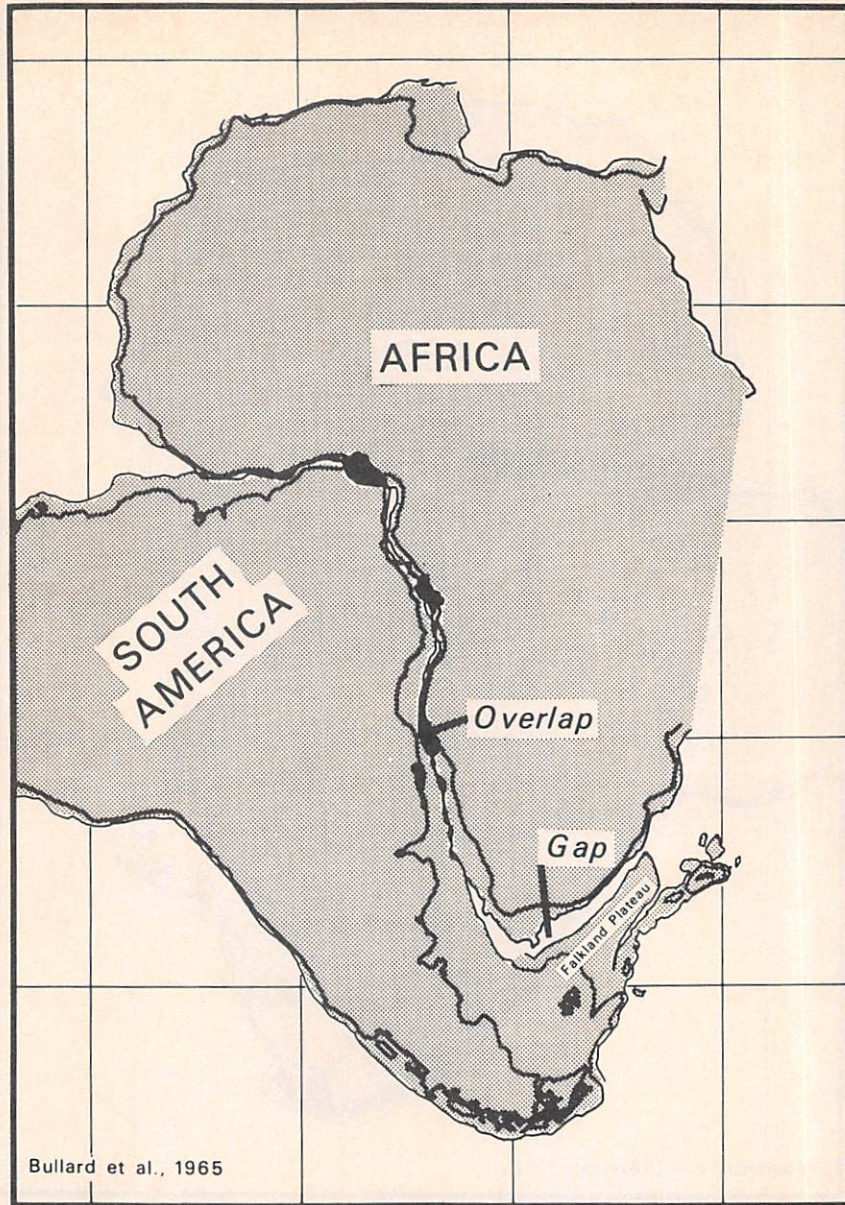 AFRICA
SOUTH
AMERICA
Overlap
Gap
Falkland Plateau
Bullard et al., 1965